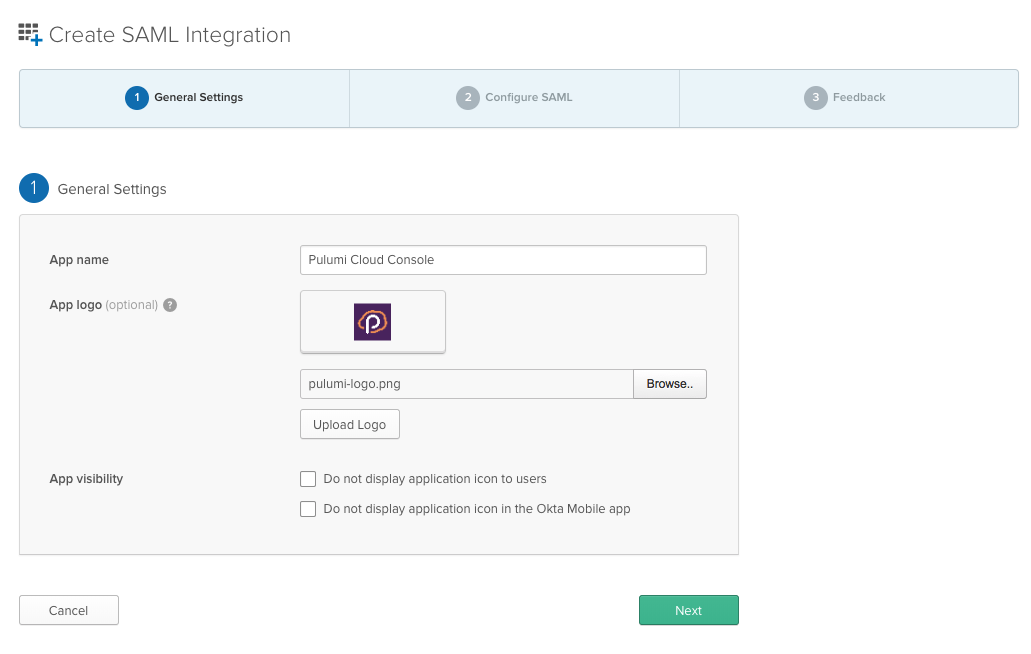 Create SAML Integration
1 General Settings
2 Configure SAML
3 Feedback
1 General Settings
App name
Pulumi Cloud Console
App logo (optional) ?
p
pulumi-logo.png
Browse..
Upload Logo
App visibility
Do not display application icon to users
Do not display application icon in the Okta Mobile app
Cancel
Next